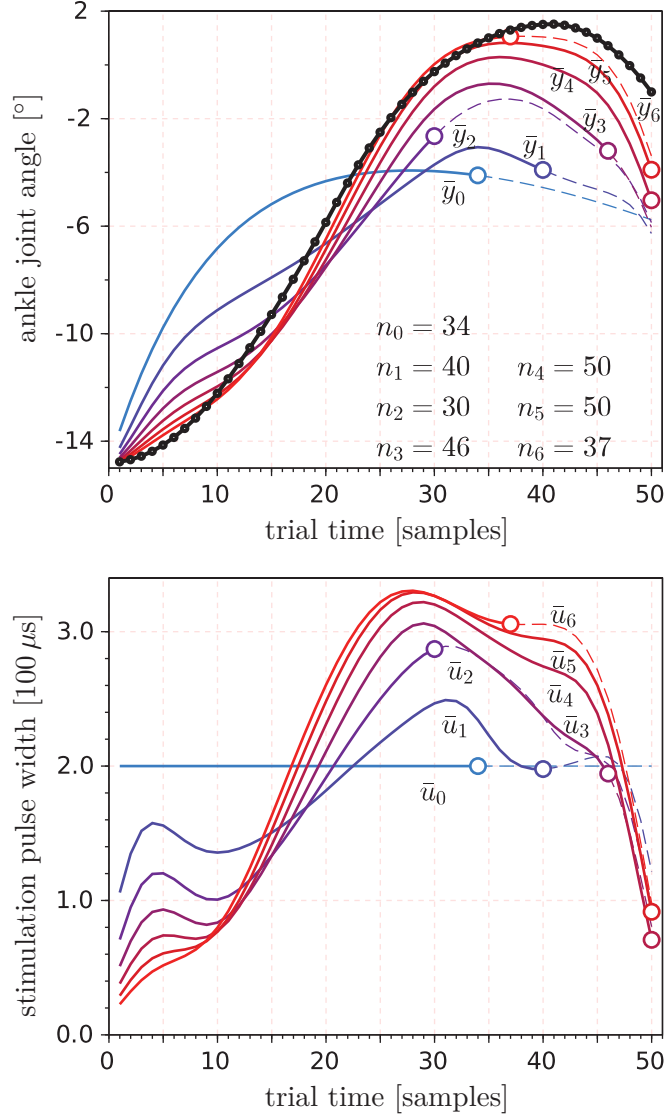 2
-2
-6
-10
-14
ankle joint angle [°]
ȳ₀
ȳ₁
ȳ₂
ȳ₃
ȳ₄
ȳ₅
ȳ₆
n₀ = 34
n₁ = 40 n₄ = 50
n₂ = 30 n₅ = 50
n₃ = 46 n₆ = 37
0 10 20 30 40 50
trial time [samples]
3.0
2.0
1.0
0.0
stimulation pulse width [100 μs]
ū₆
ū₅
ū₂
ū₄
ū₁
ū₃
ū₀
0 10 20 30 40 50
trial time [samples]